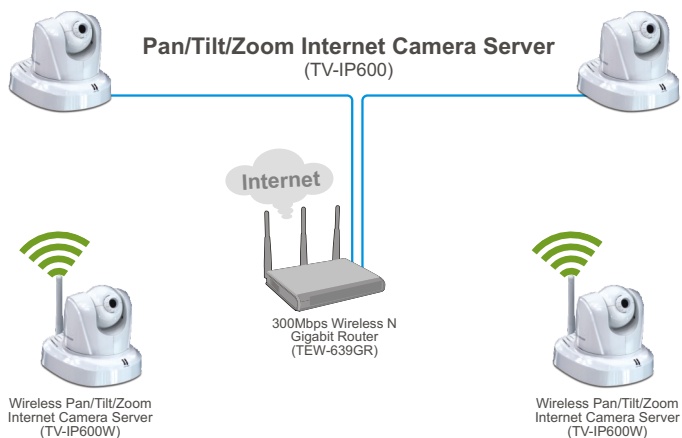 Pan/Tilt/Zoom Internet Camera Server
(TV-IP600)
Internet
300Mbps Wireless N
Gigabit Router
(TEW-639GR)
Wireless Pan/Tilt/Zoom
Internet Camera Server
(TV-IP600W)
Wireless Pan/Tilt/Zoom
Internet Camera Server
(TV-IP600W)